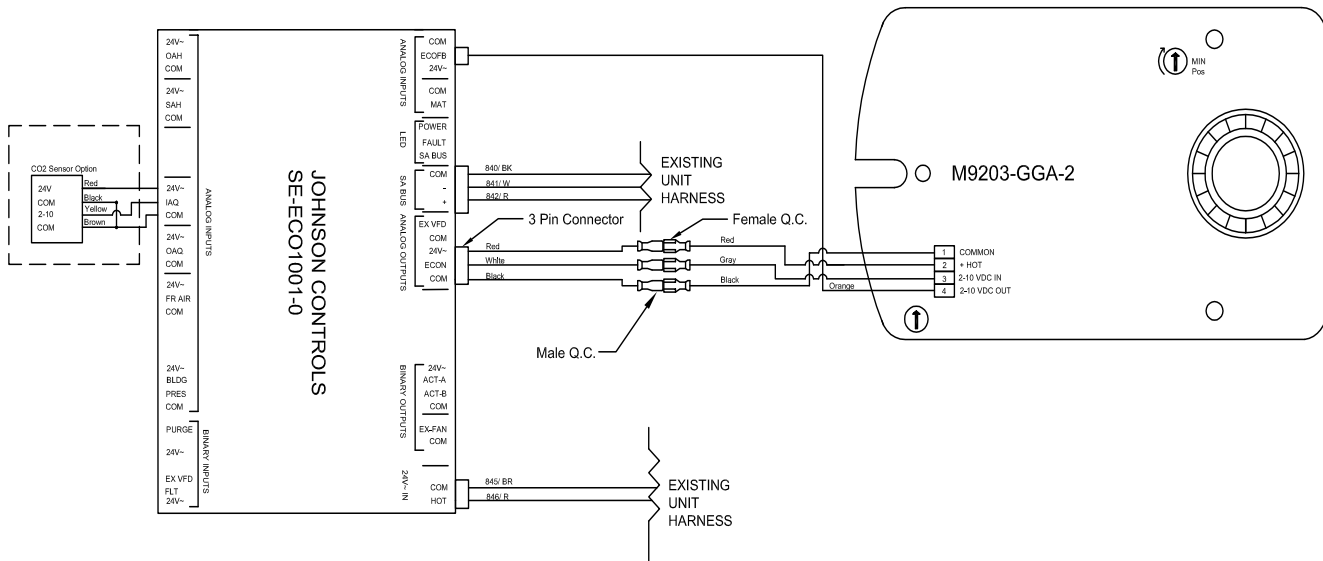 CO2 Sensor Option
24V
COM
2-10
COM
Red
Black
Yellow
Brown
24V~
OAH
COM
24V~
SAH
COM
24V~
IAQ
COM
24V~
OAQ
COM
24V~
FR AIR
COM
24V~
BLDG
PRES
COM
PURGE
24V~
EX VFD
FLT
24V~
ANALOG INPUTS
BINARY INPUTS
JOHNSON CONTROLS
SE-ECO1001-0
ANALOG INPUTS
LED
SA BUS
ANALOG OUTPUTS
BINARY OUTPUTS
24V~ IN
COM
ECOFB
24V~
COM
MAT
POWER
FAULT
SA BUS
COM
-
+
EX VFD
COM
24V~
ECON
COM
24V~
ACT-A
ACT-B
COM
EX-FAN
COM
COM
HOT
840/ BK
841/ W
842/ R
EXISTING
UNIT
HARNESS
3 Pin Connector
Female Q.C.
Red
White
Black
Red
Gray
Black
Orange
Male Q.C.
845/ BR
846/ R
EXISTING
UNIT
HARNESS
MIN
Pos
M9203-GGA-2
1 COMMON
2 + HOT
3 2-10 VDC IN
4 2-10 VDC OUT